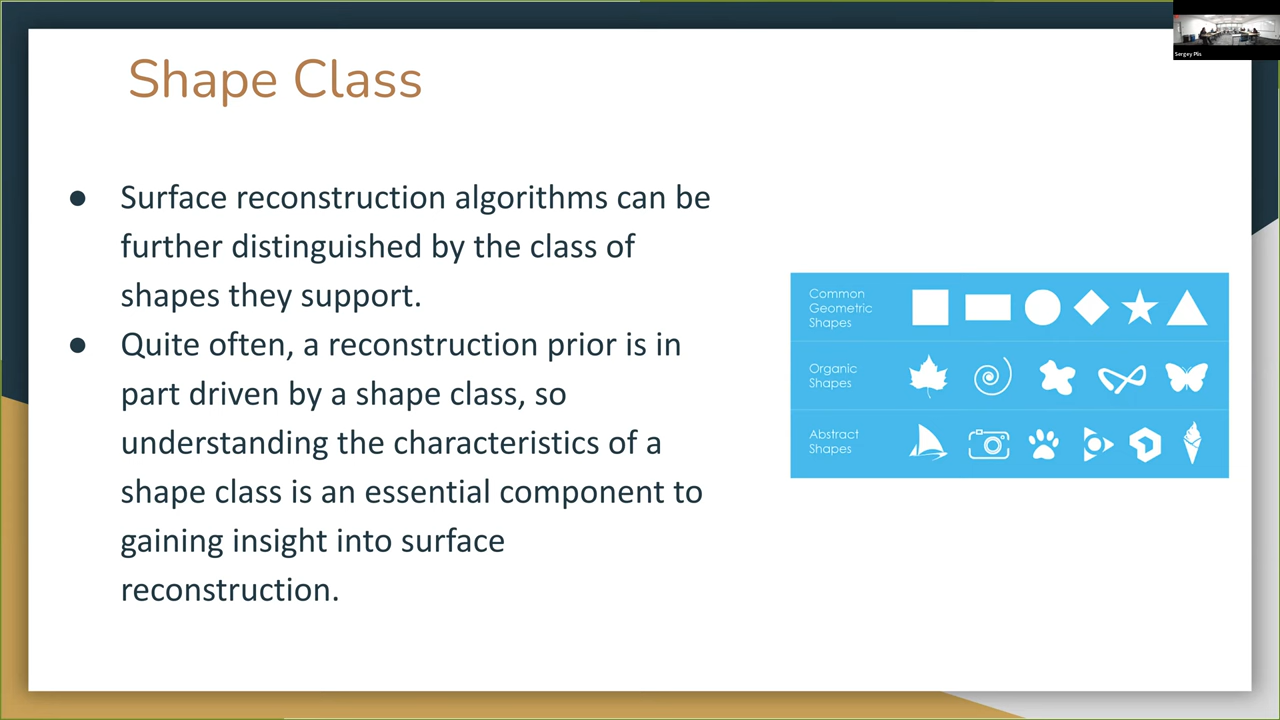 Shape Class
● Surface reconstruction algorithms can be
further distinguished by the class of
shapes they support.
● Quite often, a reconstruction prior is in
part driven by a shape class, so
understanding the characteristics of a
shape class is an essential component to
gaining insight into surface
reconstruction.
Common
Geometric
Shapes
Organic
Shapes
Abstract
Shapes
Sergey Plis